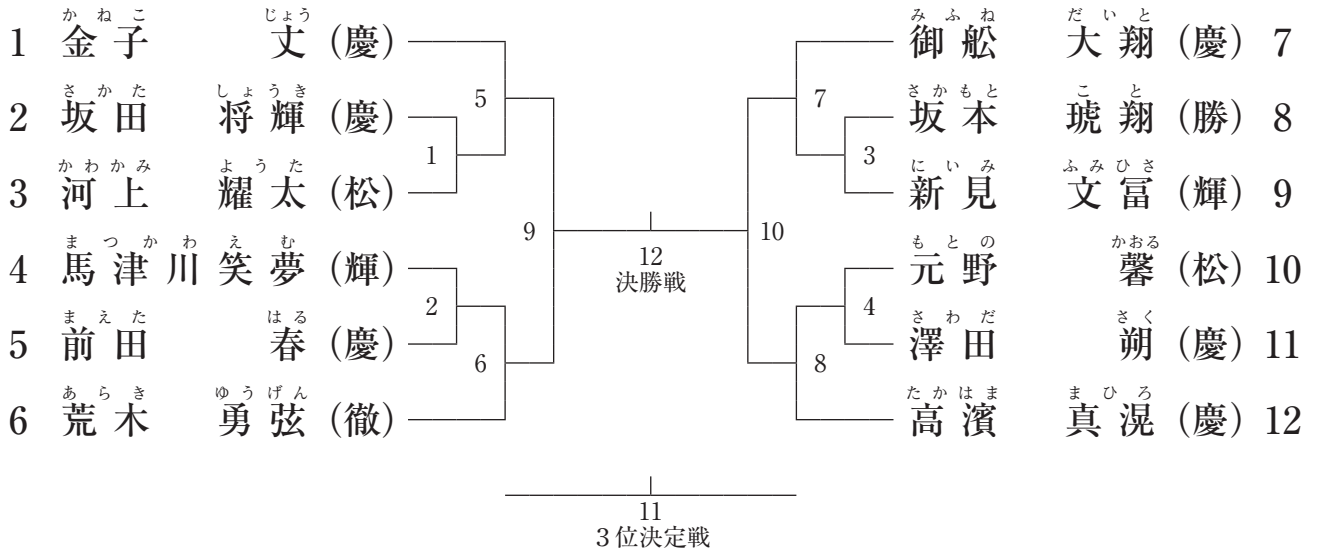 かねこ じょう
1 金子 丈 (慶)
さかた しょうき
2 坂田 将輝 (慶)
かわかみ ようた
3 河上 耀太 (松)
まつかわ えむ
4 馬津川 笑夢 (輝)
まえた はる
5 前田 春 (慶)
あらき ゆうげん
6 荒木 勇弦 (徹)
5
1
9
2
6
12
決勝戦
11
3位決定戦
7
3
10
4
8
みふね だいと
御舩 大翔 (慶) 7
さかもと こと
坂本 琥翔 (勝) 8
にいみ ふみひさ
新見 文冨 (輝) 9
もとの かおる
元野 馨 (松) 10
さわだ さく
澤田 朔 (慶) 11
たかはま まひろ
高濱 真滉 (慶) 12